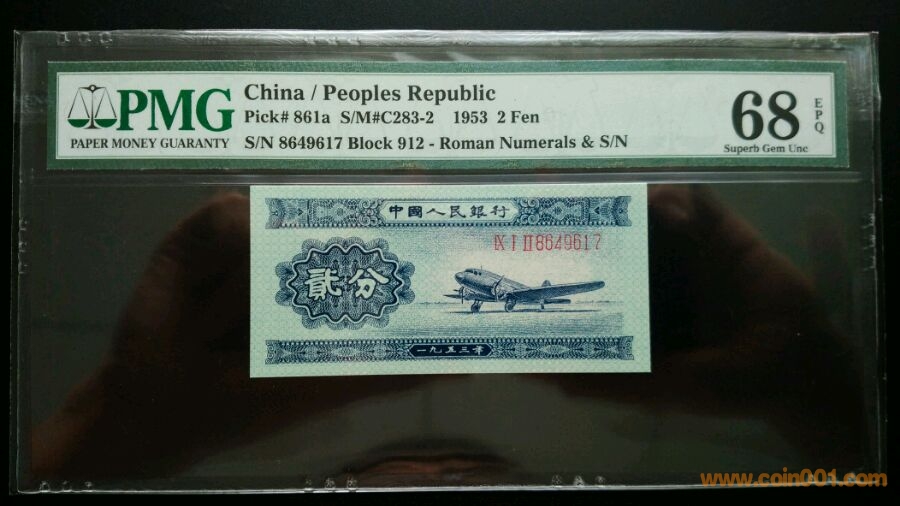 PMG
PAPER MONEY GUARANTY
China / Peoples Republic
Pick# 861a S/M#C283-2 1953 2 Fen
S/N 8649617 Block 912 - Roman Numerals & S/N
68 EPQ
Superb Gem Unc
中國人民銀行
IX I II 8649617
貳分
一九五三年
www.coin001.com